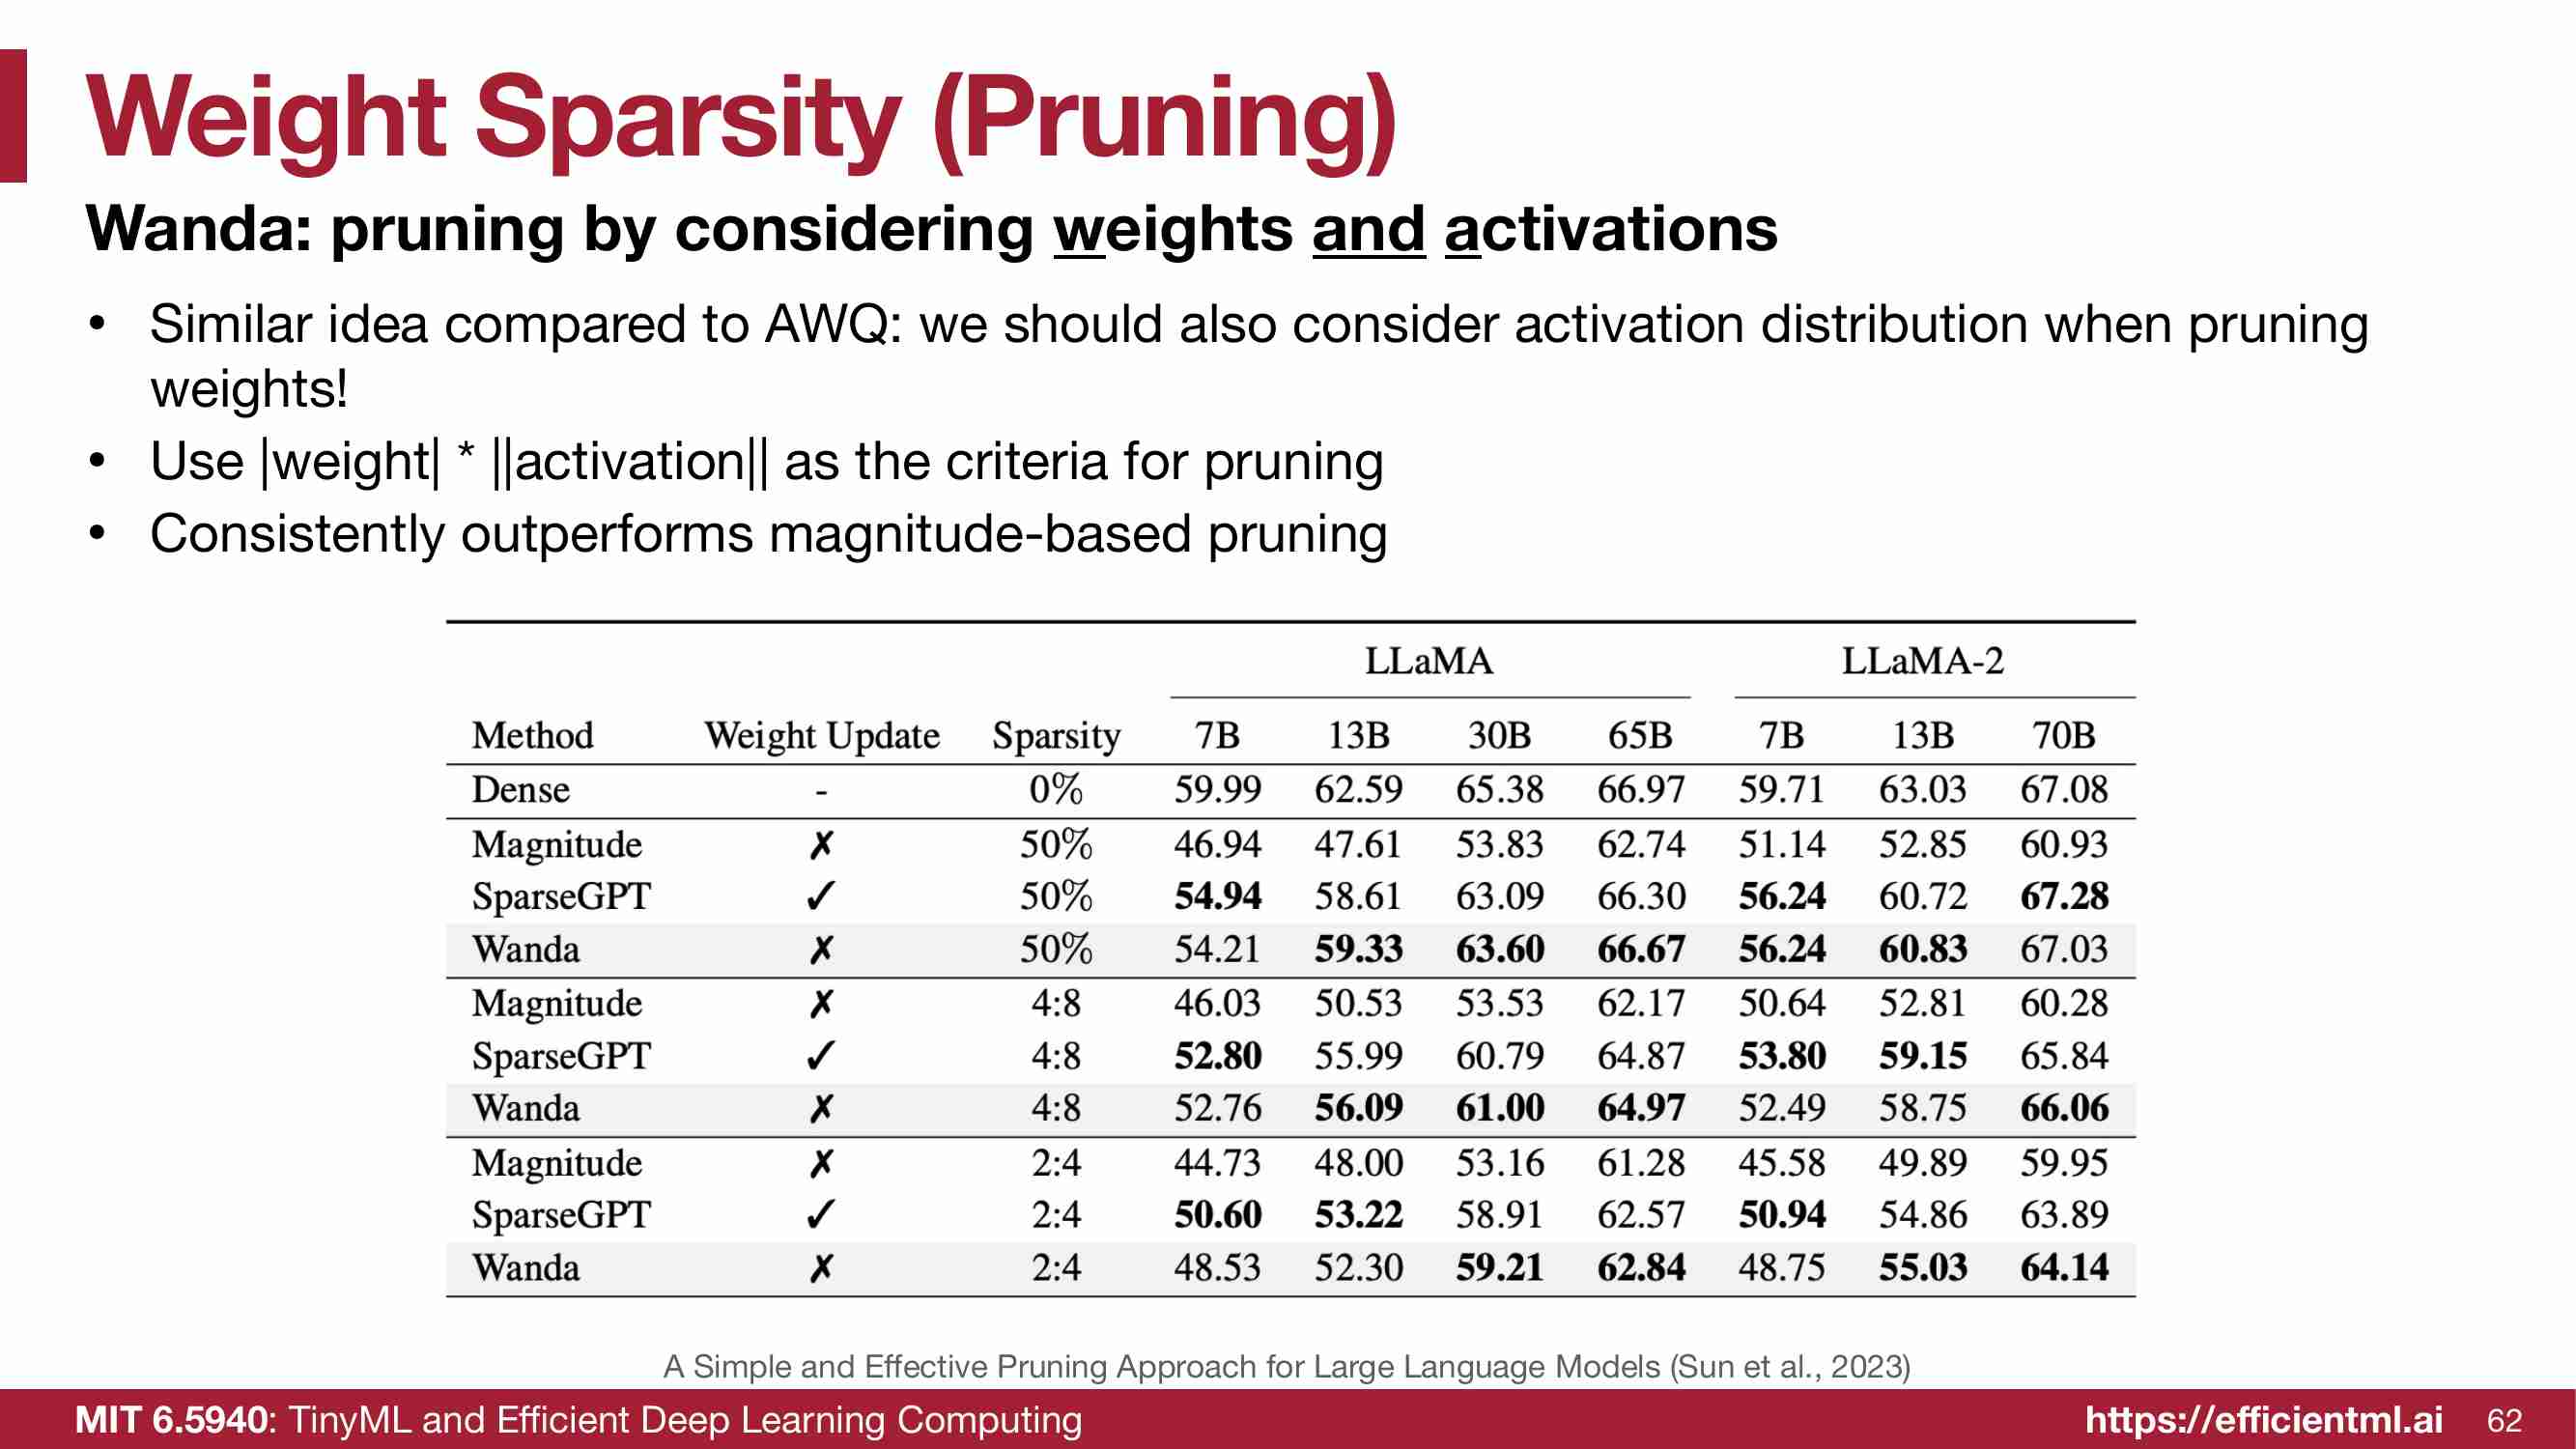 Weight Sparsity (Pruning)
Wanda: pruning by considering weights and activations
• Similar idea compared to AWQ: we should also consider activation distribution when pruning
weights!
• Use |weight| * ||activation|| as the criteria for pruning
• Consistently outperforms magnitude-based pruning
LLaMA LLaMA-2
Method Weight Update Sparsity 7B 13B 30B 65B 7B 13B 70B
Dense - 0% 59.99 62.59 65.38 66.97 59.71 63.03 67.08
Magnitude ✗ 50% 46.94 47.61 53.83 62.74 51.14 52.85 60.93
SparseGPT ✓ 50% 54.94 58.61 63.09 66.30 56.24 60.72 67.28
Wanda ✗ 50% 54.21 59.33 63.60 66.67 56.24 60.83 67.03
Magnitude ✗ 4:8 46.03 50.53 53.53 62.17 50.64 52.81 60.28
SparseGPT ✓ 4:8 52.80 55.99 60.79 64.87 53.80 59.15 65.84
Wanda ✗ 4:8 52.76 56.09 61.00 64.97 52.49 58.75 66.06
Magnitude ✗ 2:4 44.73 48.00 53.16 61.28 45.58 49.89 59.95
SparseGPT ✓ 2:4 50.60 53.22 58.91 62.57 50.94 54.86 63.89
Wanda ✗ 2:4 48.53 52.30 59.21 62.84 48.75 55.03 64.14
A Simple and Effective Pruning Approach for Large Language Models (Sun et al., 2023)
MIT 6.5940: TinyML and Efficient Deep Learning Computing https://efficientml.ai 62